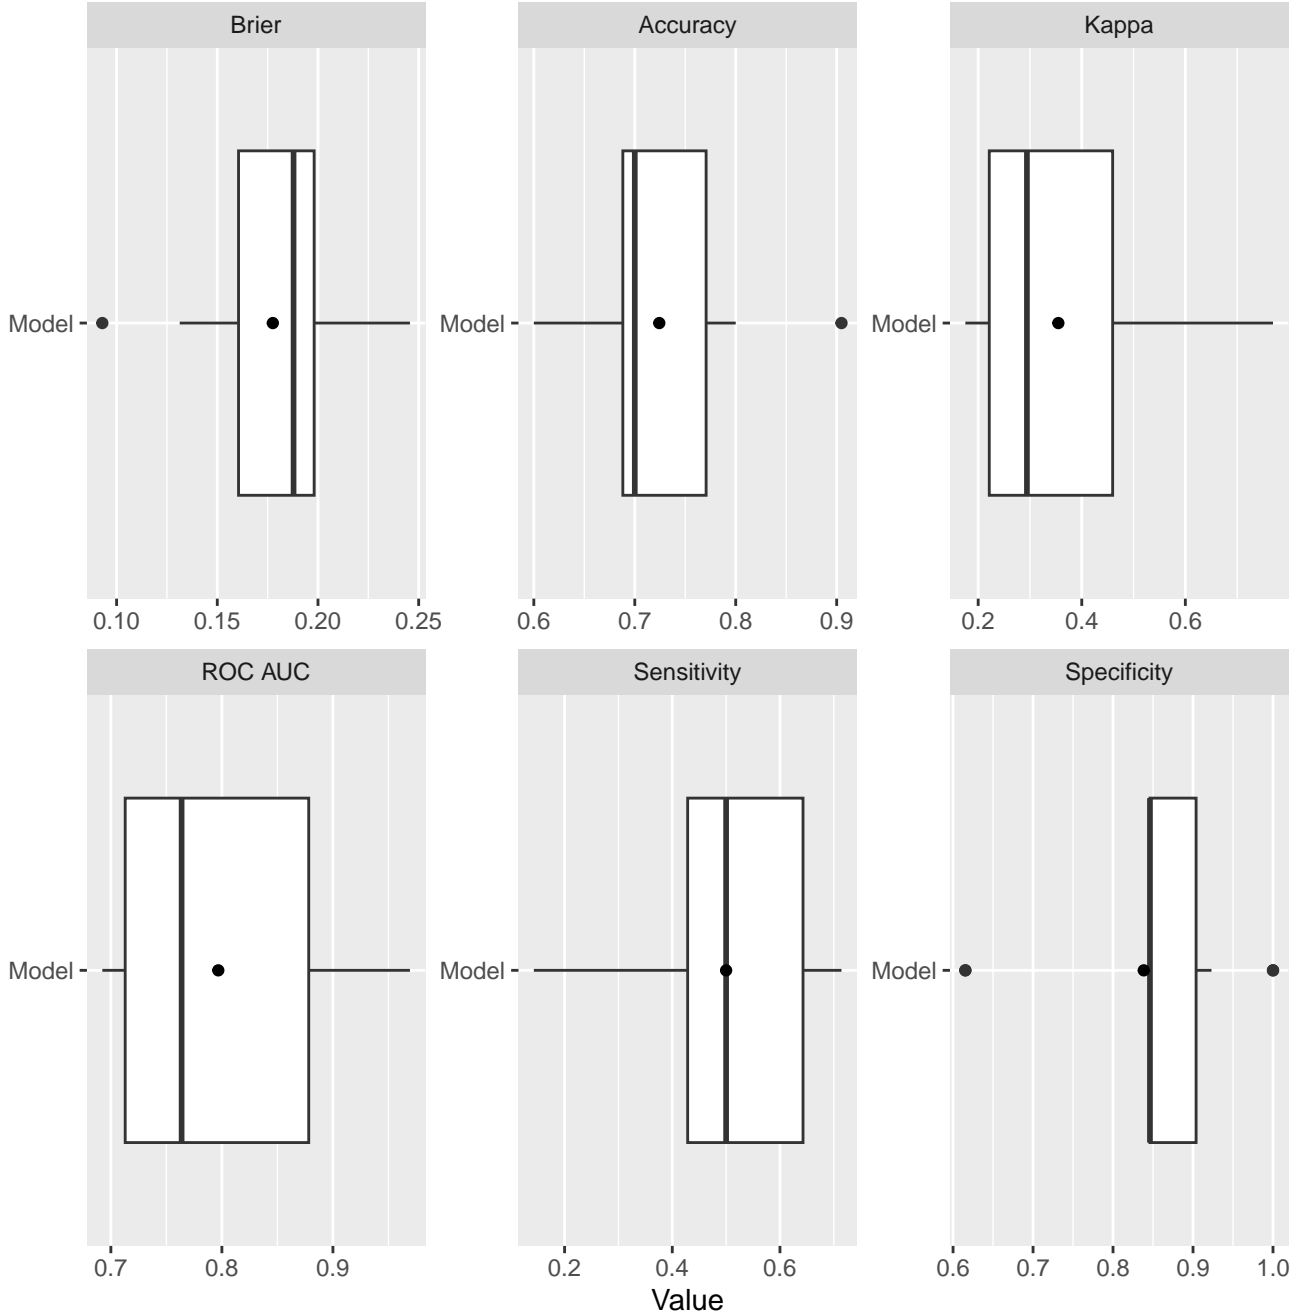 Brier Accuracy Kappa
Model Model Model
0.10 0.15 0.20 0.25 0.6 0.7 0.8 0.9 0.2 0.4 0.6
ROC AUC Sensitivity Specificity
Model Model Model
0.7 0.8 0.9 0.2 0.4 0.6 0.6 0.7 0.8 0.9 1.0
Value